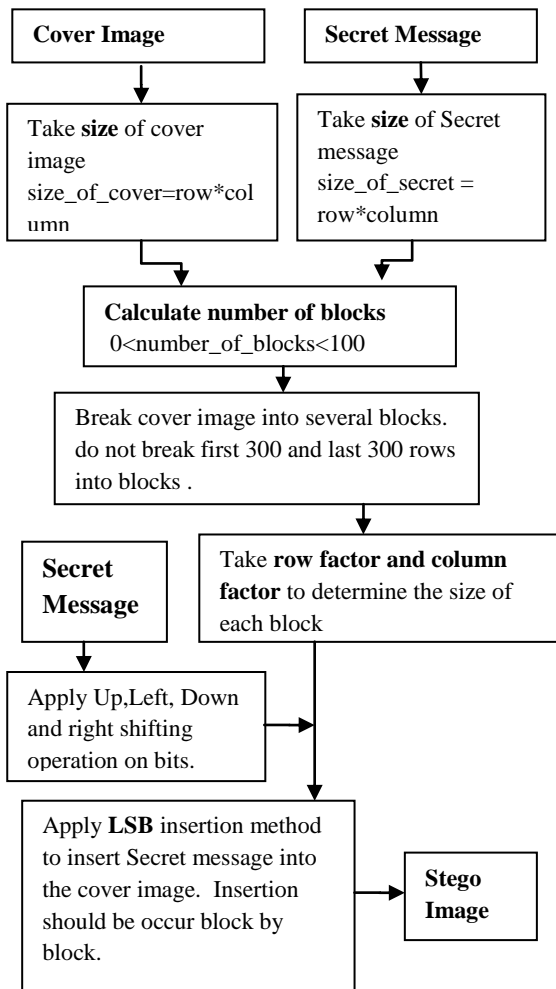 Cover Image
Secret Message
Take size of cover
image
size_of_cover=row*col
umn
Take size of Secret
message
size_of_secret =
row*column
Calculate number of blocks
0<number_of_blocks<100
Break cover image into several blocks.
do not break first 300 and last 300 rows
into blocks .
Take row factor and column
factor to determine the size of
each block
Secret
Message
Apply Up,Left, Down
and right shifting
operation on bits.
Apply LSB insertion method
to insert Secret message into
the cover image. Insertion
should be occur block by
block.
Stego
Image